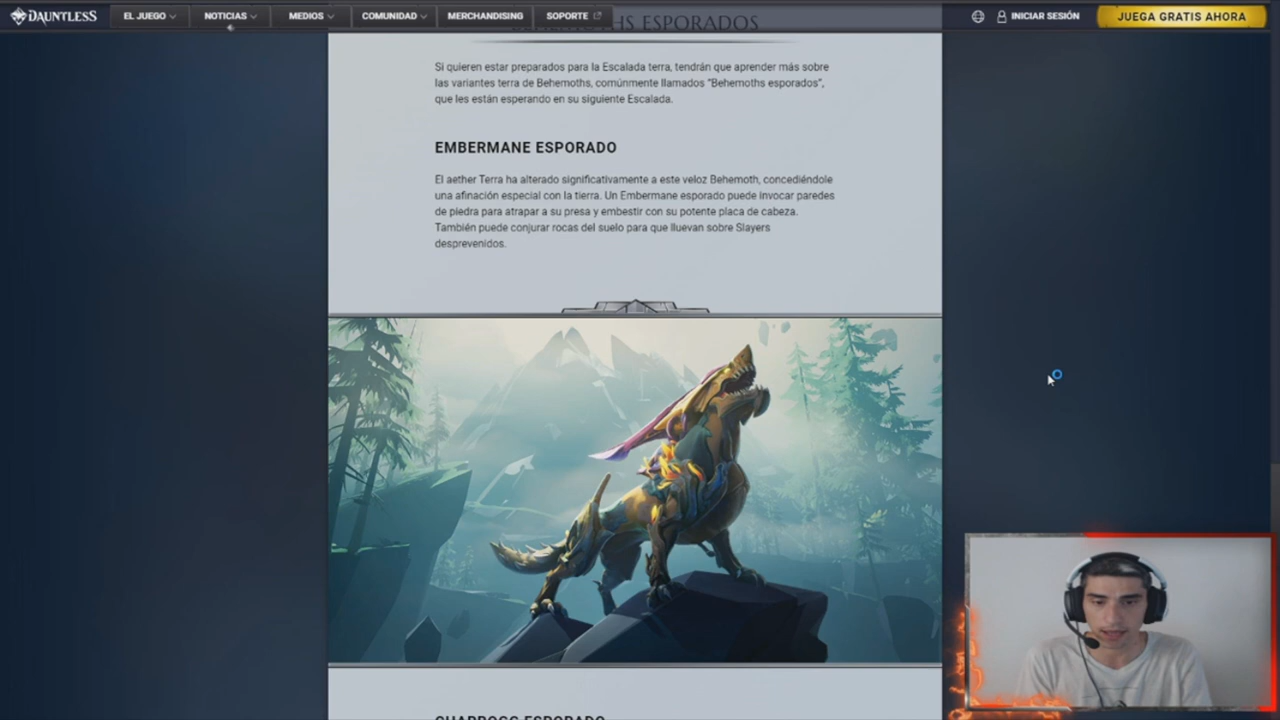 DAUNTLESS
EL JUEGO
NOTICIAS
MEDIOS
COMUNIDAD
MERCHANDISING
SOPORTE
INICIAR SESIÓN
JUEGA GRATIS AHORA
ESPORADOS
Si quieren estar preparados para la Escalada terra, tendrán que aprender más sobre
las variantes terra de Behemoths, comúnmente llamados "Behemoths esporados",
que les están esperando en su siguiente Escalada.
EMBERMANE ESPORADO
El aether Terra ha alterado significativamente a este veloz Behemoth, concediéndole
una afinación especial con la tierra. Un Embermane esporado puede invocar paredes
de piedra para atrapar a su presa y embestir con su potente placa de cabeza.
También puede conjurar rocas del suelo para que lluevan sobre Slayers
desprevenidos.
CHARROGG ESPORADO